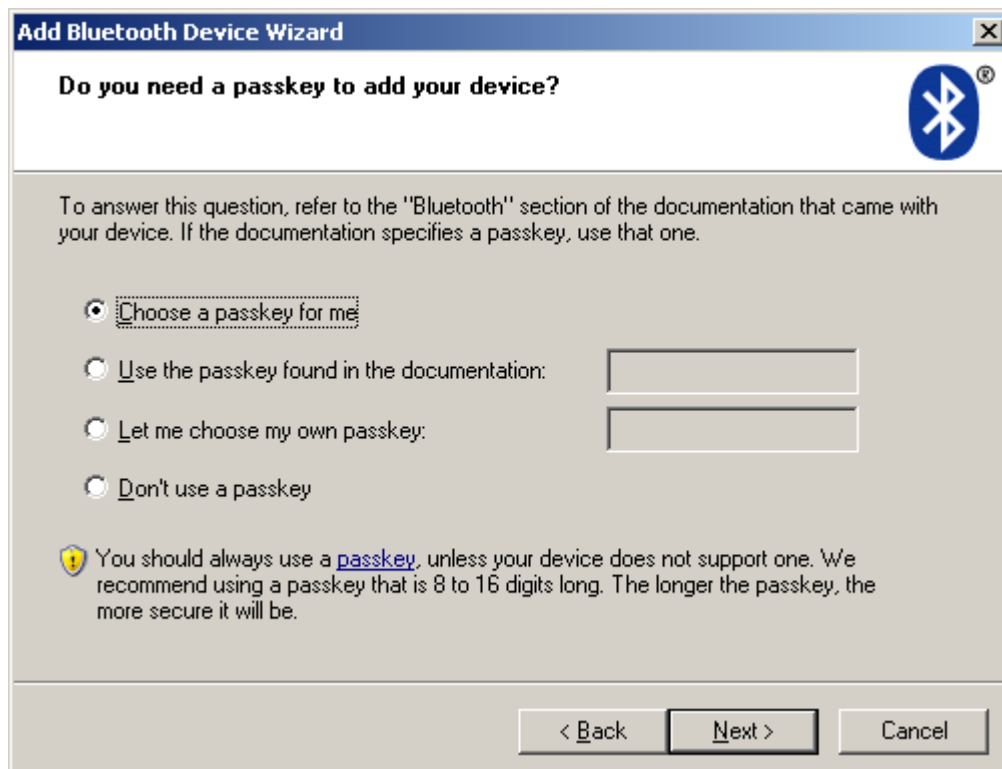 Add Bluetooth Device Wizard
Do you need a passkey to add your device?
®
To answer this question, refer to the "Bluetooth" section of the documentation that came with
your device. If the documentation specifies a passkey, use that one.
Choose a passkey for me
Use the passkey found in the documentation:
Let me choose my own passkey:
Don't use a passkey
You should always use a passkey, unless your device does not support one. We
recommend using a passkey that is 8 to 16 digits long. The longer the passkey, the
more secure it will be.
< Back Next > Cancel